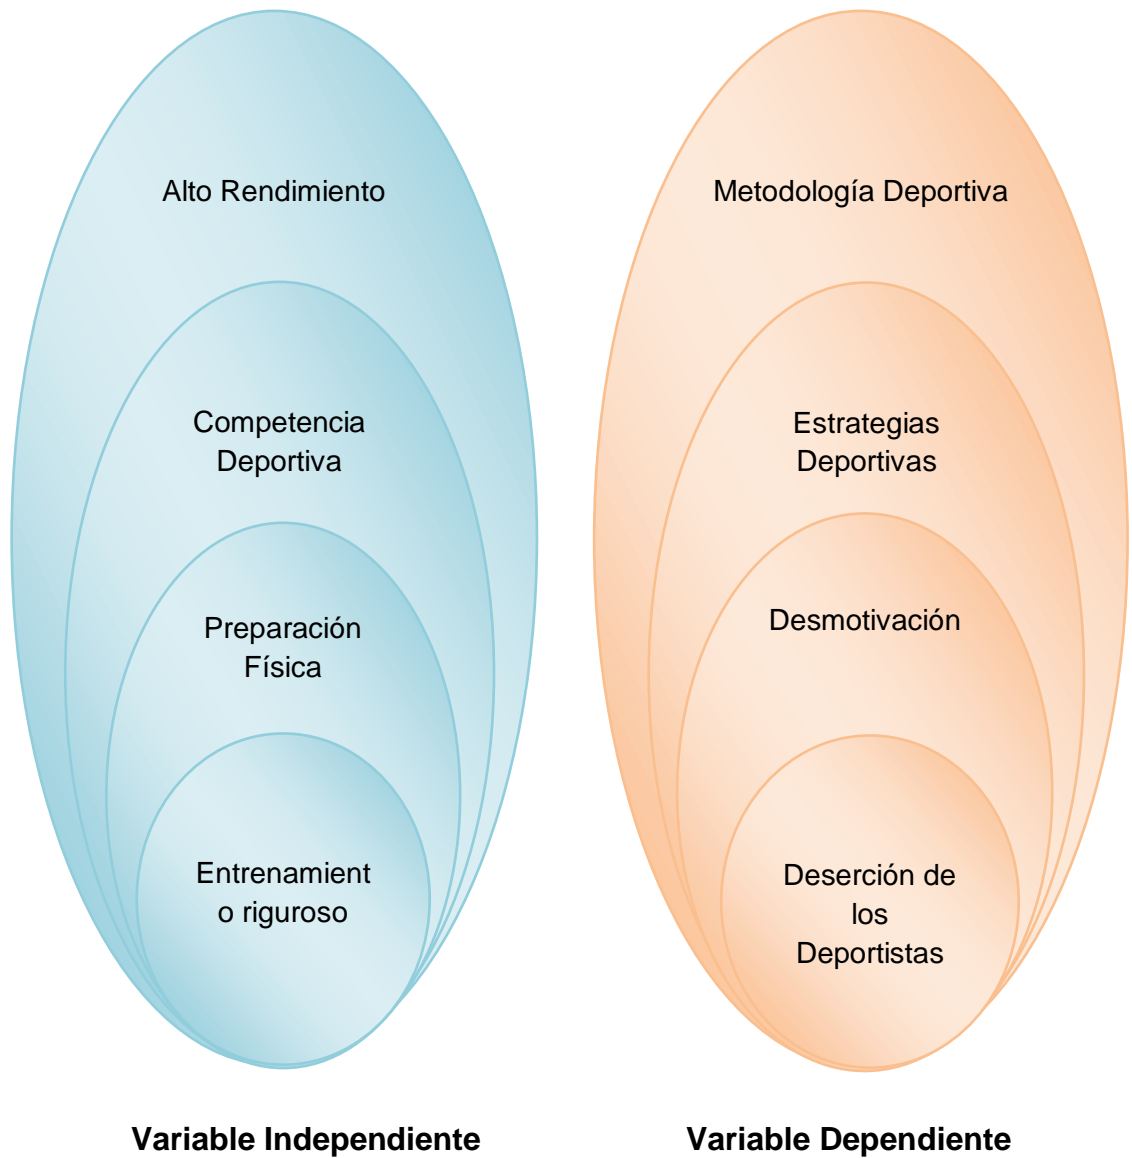 Alto Rendimiento
Competencia
Deportiva
Preparación
Física
Entrenamient
o riguroso
Variable Independiente
Metodología Deportiva
Estrategias
Deportivas
Desmotivación
Deserción de
los
Deportistas
Variable Dependiente